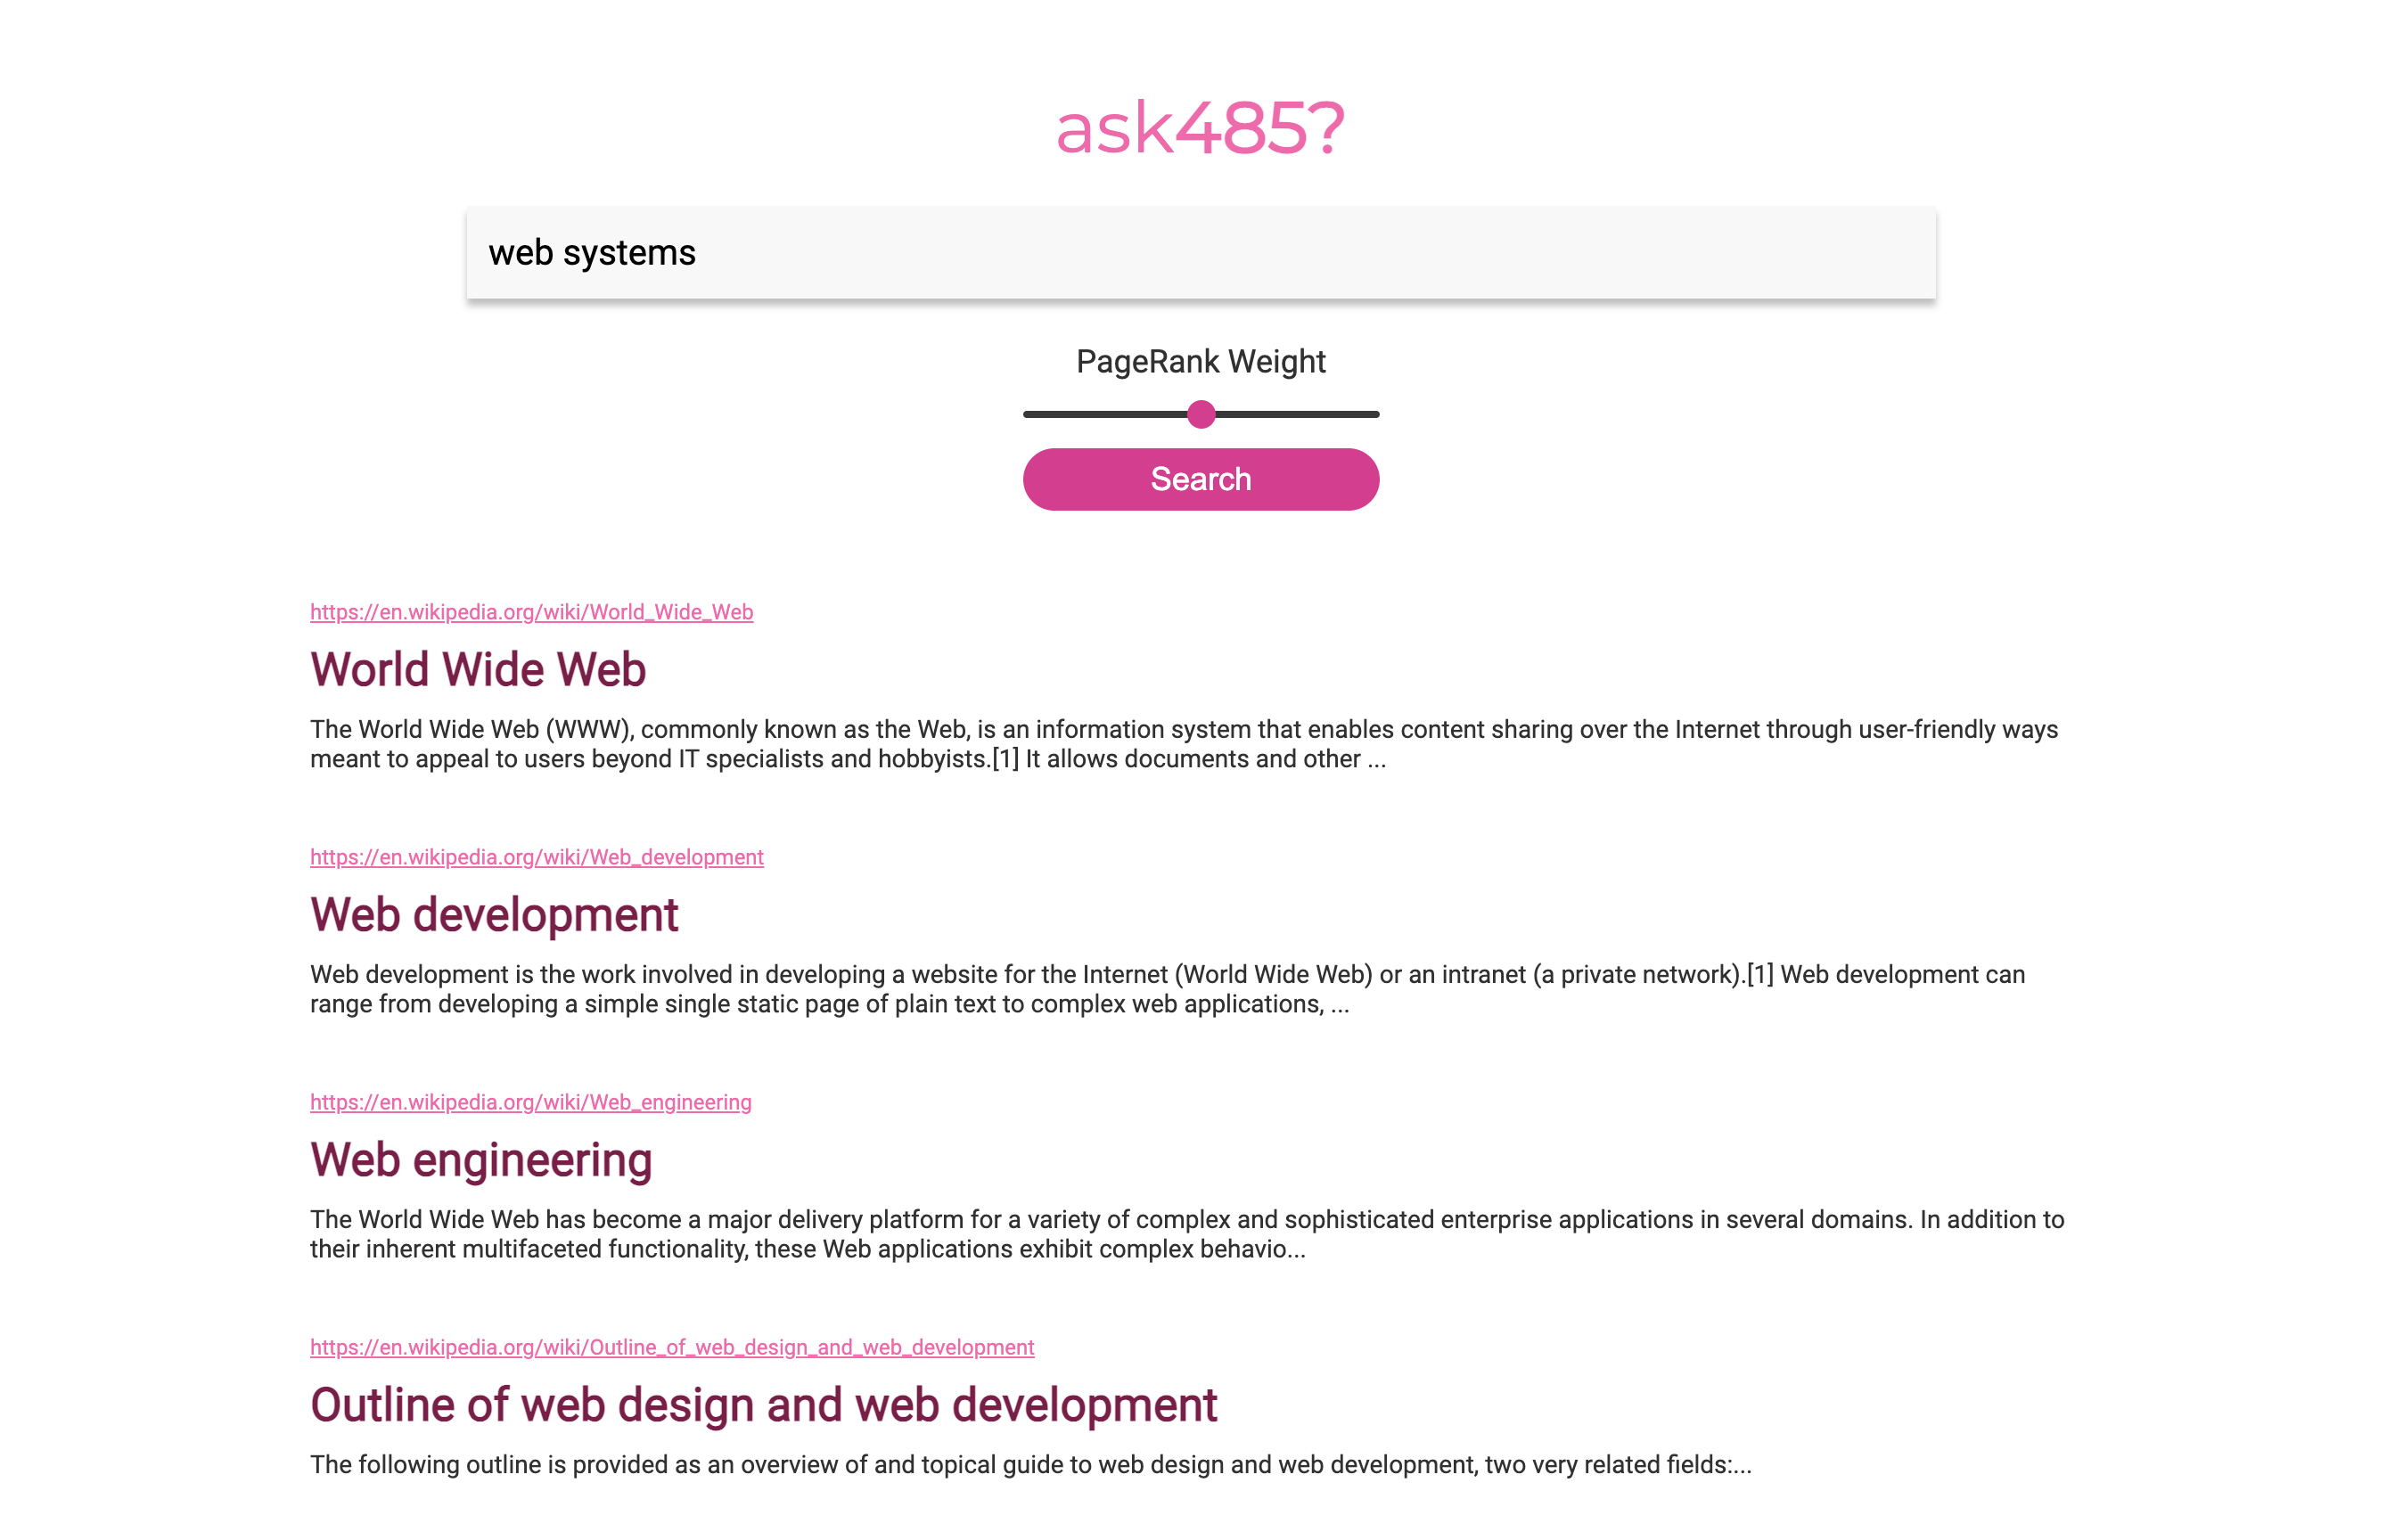 ask485?
web systems
PageRank Weight
Search
https://en.wikipedia.org/wiki/World_Wide_Web
World Wide Web
The World Wide Web (WWW), commonly known as the Web, is an information system that enables content sharing over the Internet through user-friendly ways
meant to appeal to users beyond IT specialists and hobbyists.[1] It allows documents and other ...
https://en.wikipedia.org/wiki/Web_development
Web development
Web development is the work involved in developing a website for the Internet (World Wide Web) or an intranet (a private network).[1] Web development can
range from developing a simple single static page of plain text to complex web applications, ...
https://en.wikipedia.org/wiki/Web_engineering
Web engineering
The World Wide Web has become a major delivery platform for a variety of complex and sophisticated enterprise applications in several domains. In addition to
their inherent multifaceted functionality, these Web applications exhibit complex behavio...
https://en.wikipedia.org/wiki/Outline_of_web_design_and_web_development
Outline of web design and web development
The following outline is provided as an overview of and topical guide to web design and web development, two very related fields:...